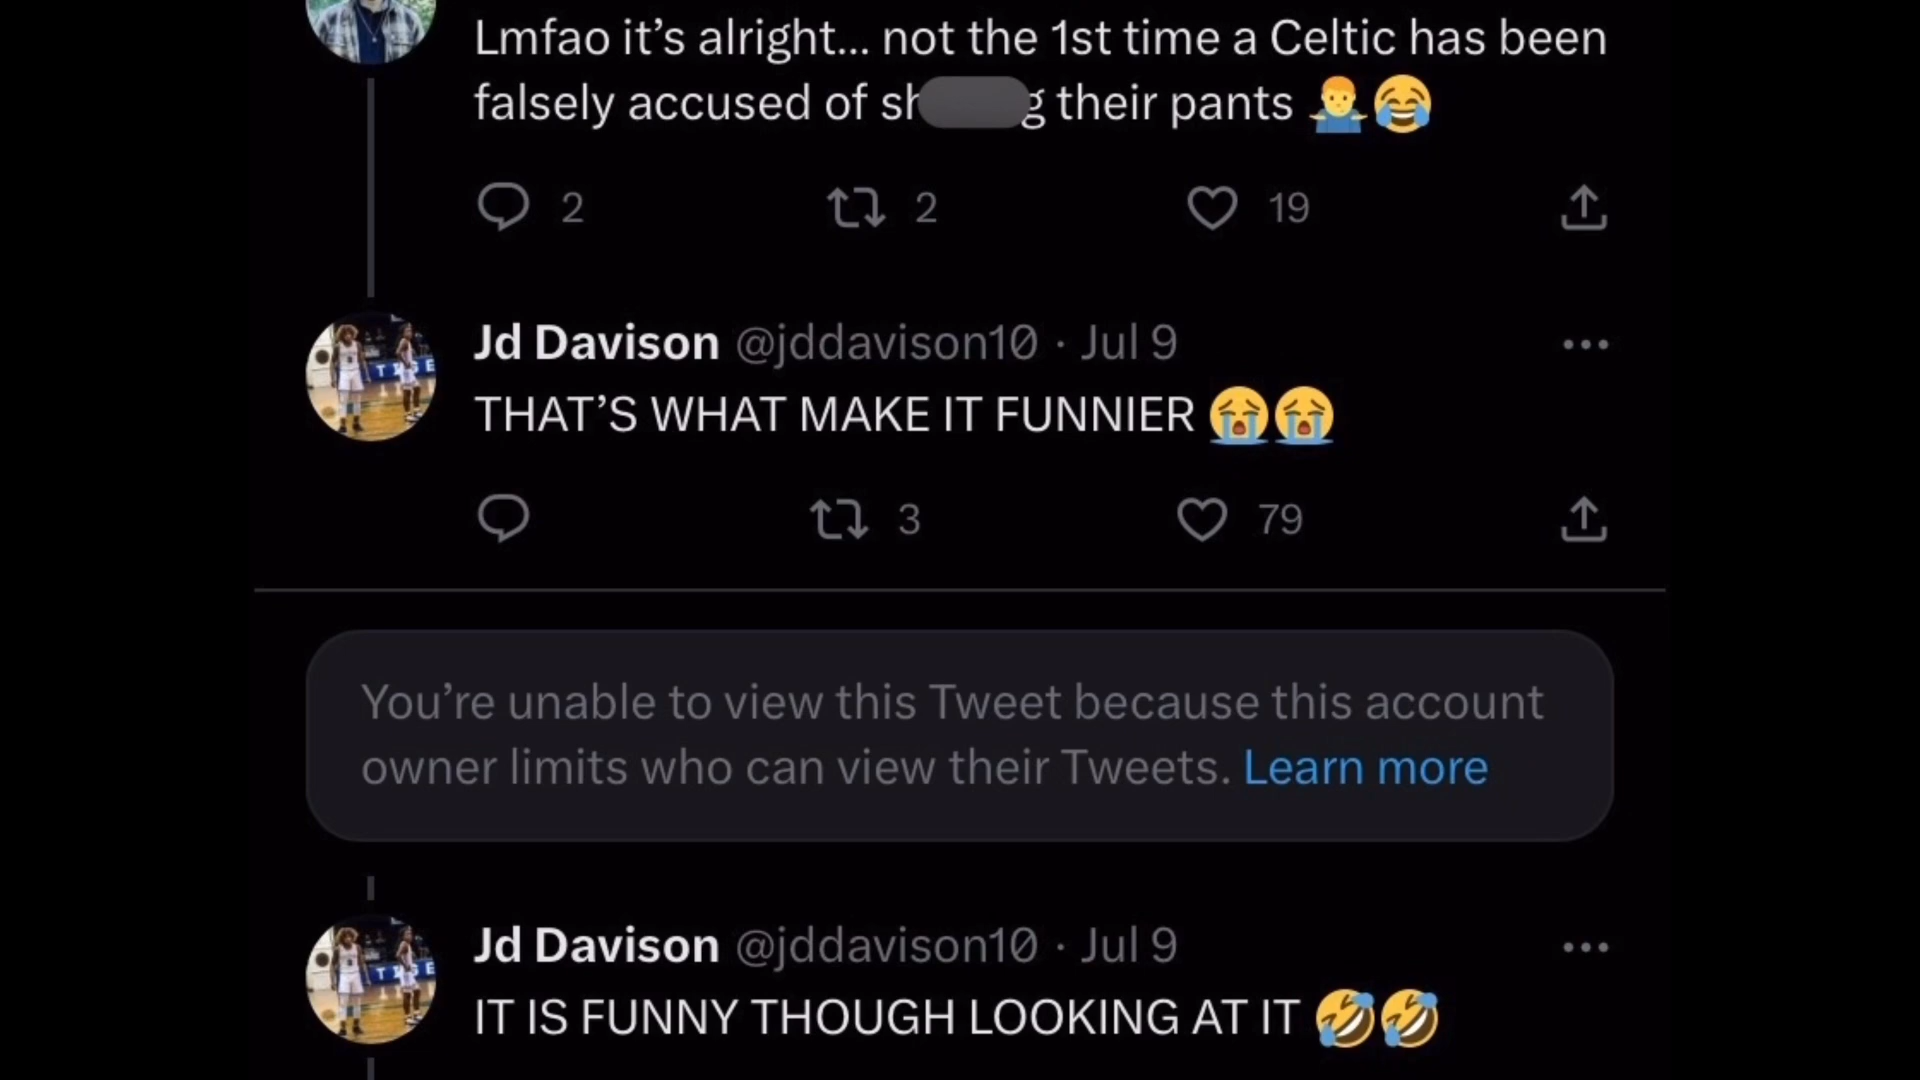 Lmfao it’s alright... not the 1st time a Celtic has been
falsely accused of sh g their pants 🤷‍♂️😂
2 2 19
Jd Davison @jddavison10 · Jul 9
THAT’S WHAT MAKE IT FUNNIER 😭😭
3 79
You’re unable to view this Tweet because this account
owner limits who can view their Tweets. Learn more
Jd Davison @jddavison10 · Jul 9
IT IS FUNNY THOUGH LOOKING AT IT 🤣🤣